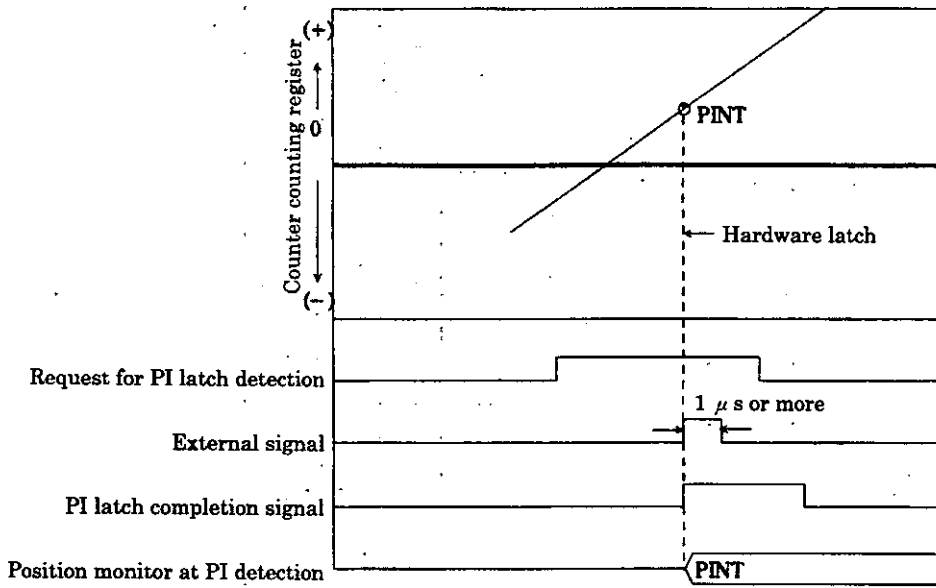 (+)
Counter counting register
0
(−)
PINT
Hardware latch
Request for PI latch detection
1 μ s or more
External signal
PI latch completion signal
Position monitor at PI detection
PINT